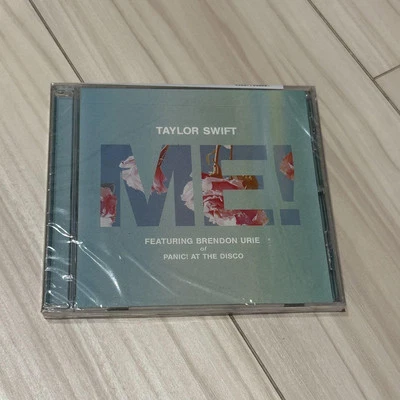 TAYLOR SWIFT
ME!
FEATURING BRENDON URIE
of
PANIC! AT THE DISCO